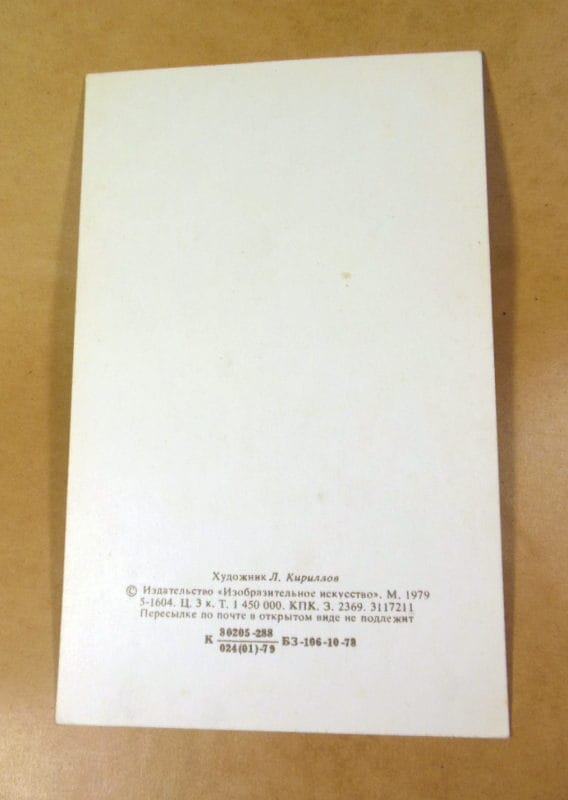 Художник Л. Кириллов
© Издательство «Изобразительное искусство». М. 1979
5-1604. Ц. 3 к. Т. 1 450 000. КПК. З. 2369. 3117211
Пересылке по почте в открытом виде не подлежит
К 80205-288 БЗ-106-10-78
024(01)-79